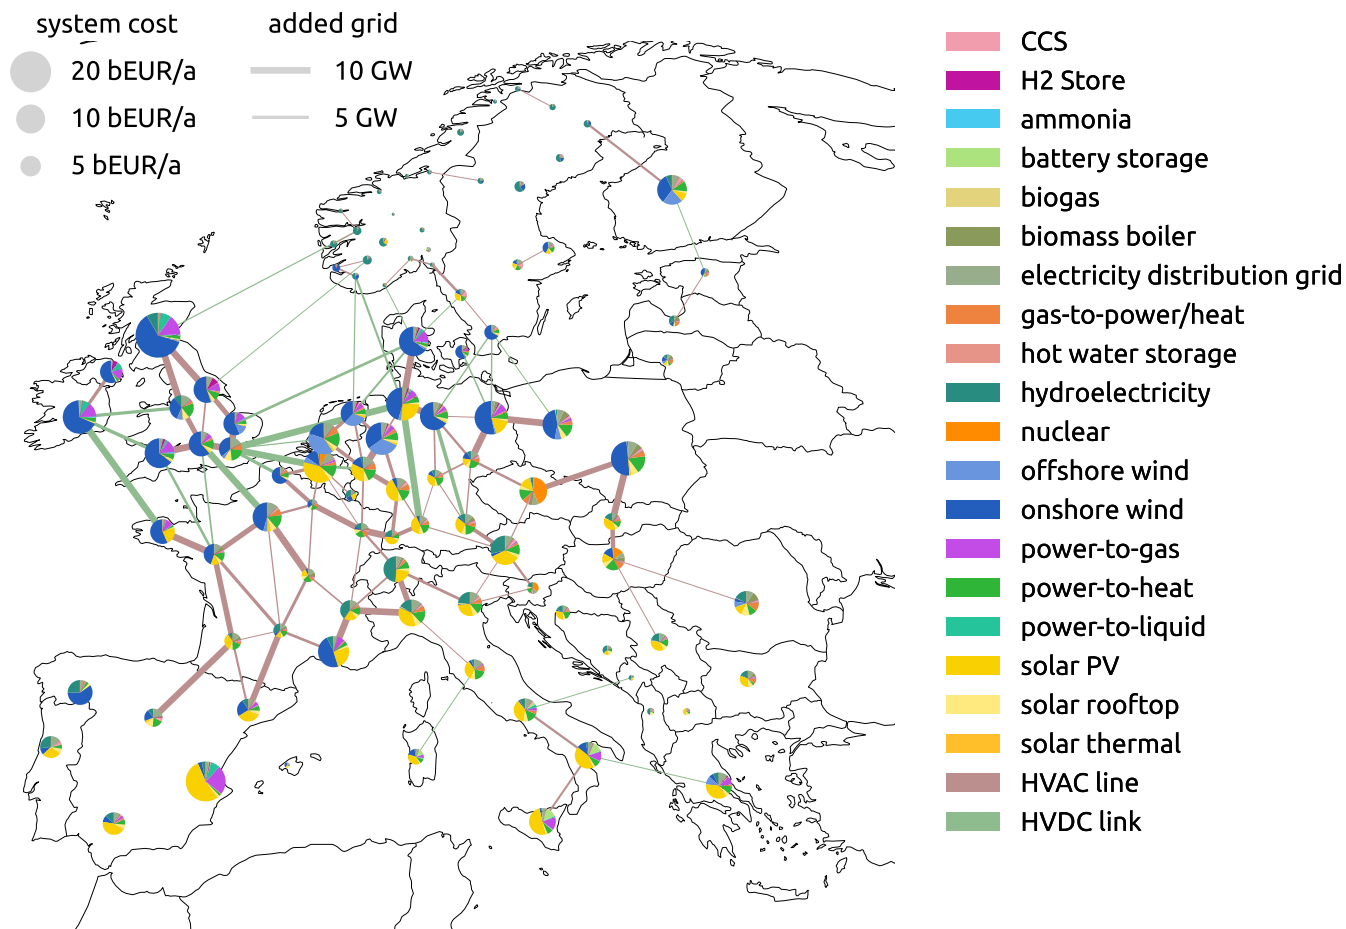 system cost
20 bEUR/a
10 bEUR/a
5 bEUR/a
added grid
10 GW
5 GW
CCS
H2 Store
ammonia
battery storage
biogas
biomass boiler
electricity distribution grid
gas-to-power/heat
hot water storage
hydroelectricity
nuclear
offshore wind
onshore wind
power-to-gas
power-to-heat
power-to-liquid
solar PV
solar rooftop
solar thermal
HVAC line
HVDC link